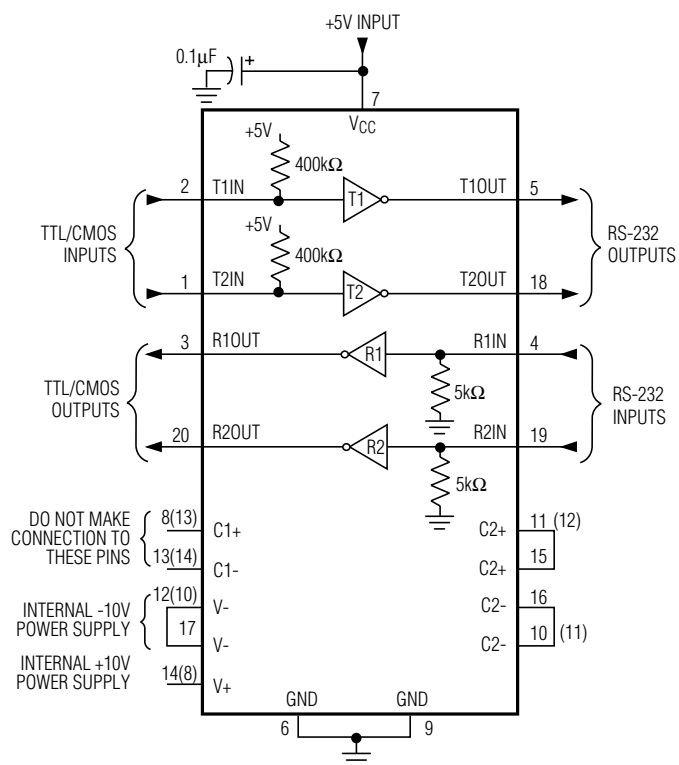 +5V INPUT
0.1µF
+
7
VCC
+5V
400kΩ
2
T1IN
T1
T1OUT
5
TTL/CMOS
INPUTS
RS-232
OUTPUTS
+5V
400kΩ
1
T2IN
T2
T2OUT
18
3
R1OUT
R1
R1IN
4
5kΩ
TTL/CMOS
OUTPUTS
RS-232
INPUTS
20
R2OUT
R2
R2IN
19
5kΩ
DO NOT MAKE
CONNECTION TO
THESE PINS
8(13)
C1+
13(14)
C1-
C2+
11 (12)
C2+
15
INTERNAL -10V
POWER SUPPLY
12(10)
V-
17
V-
C2-
16
C2-
10 (11)
INTERNAL +10V
POWER SUPPLY
14(8)
V+
GND
GND
6
9